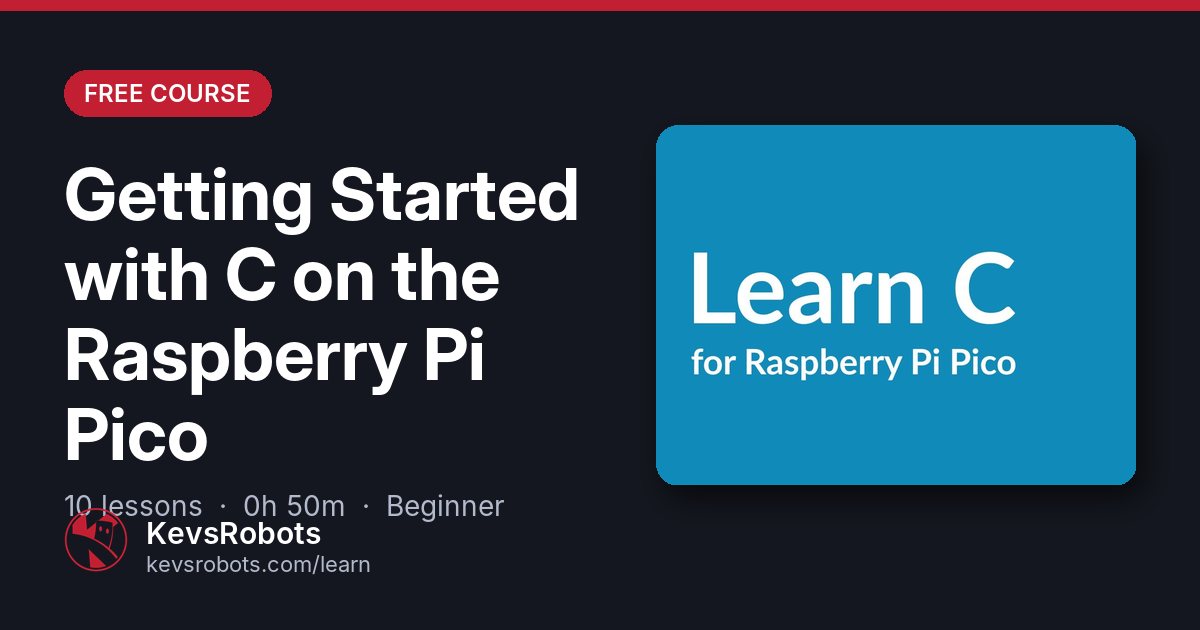 FREE COURSE
Getting Started
with C on the
Raspberry Pi
Pico
10 lessons · 0h 50m · Beginner
KevsRobots
kevsrobots.com/learn
Learn C
for Raspberry Pi Pico